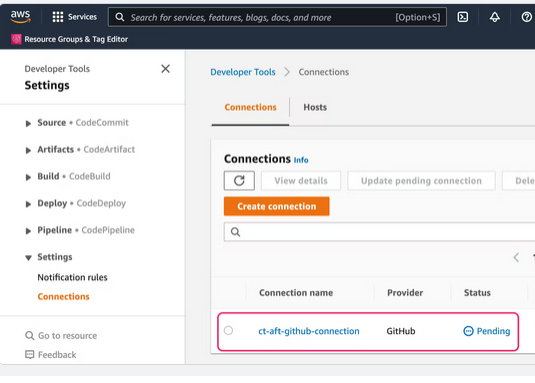 aws
Services
Search for services, features, blogs, docs, and more
[Option+S]
Resource Groups & Tag Editor
Developer Tools
Settings
Source • CodeCommit
Artifacts • CodeArtifact
Build • CodeBuild
Deploy • CodeDeploy
Pipeline • CodePipeline
Settings
Notification rules
Connections
Go to resource
Feedback
Developer Tools > Connections
Connections
Hosts
Connections Info
View details
Update pending connection
Dele
Create connection
Connection name
Provider
Status
ct-aft-github-connection
GitHub
Pending